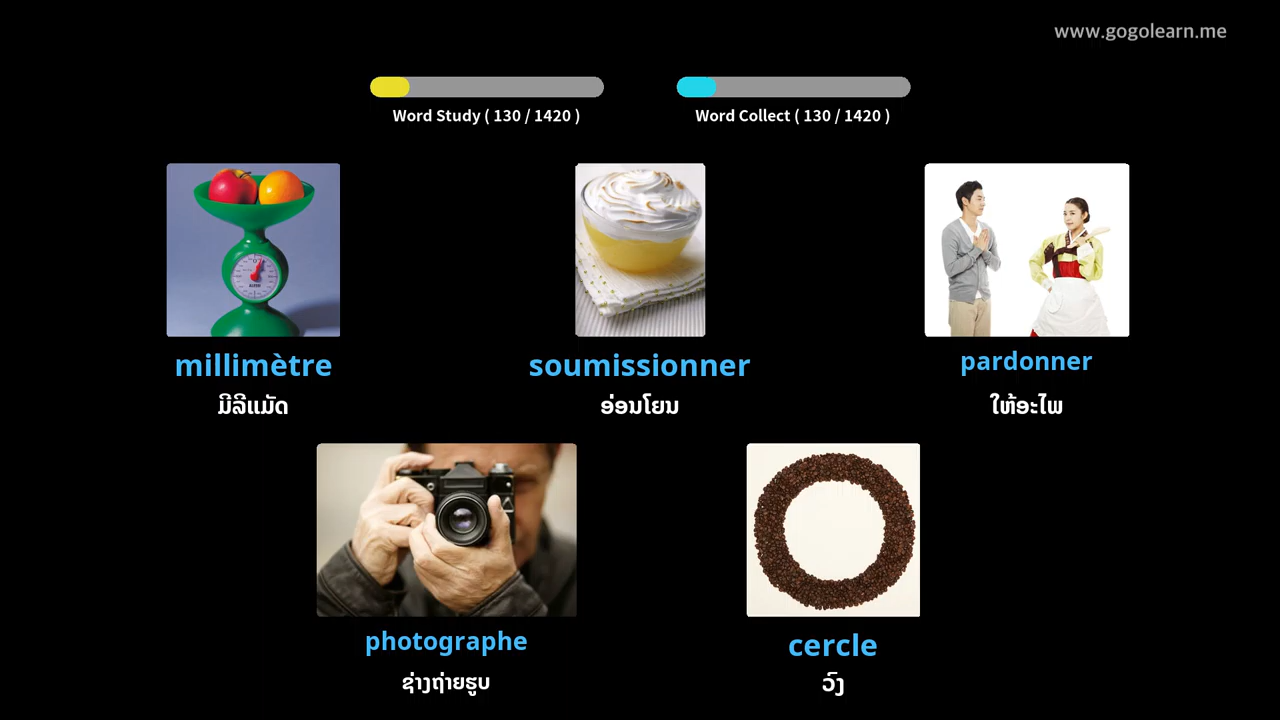 www.gogolearn.me
Word Study ( 130 / 1420 )
Word Collect ( 130 / 1420 )
millimètre
ມີລີແມັດ
soumissionner
ອ່ອນໂຍນ
pardonner
ໃຫ້ອະໄພ
photographe
ຊ່າງຖ່າຍຮູບ
cercle
ວົງ